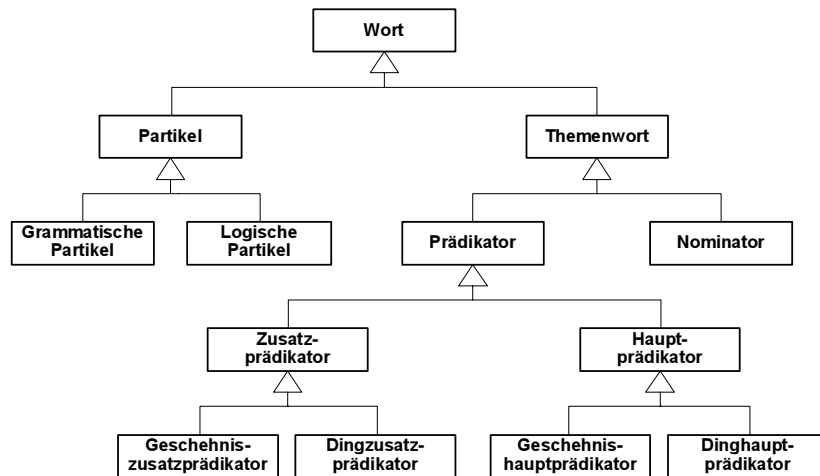 Wort
Partikel
Themenwort
Grammatische
Partikel
Logische
Partikel
Prädikator
Nominator
Zusatz-
prädikator
Haupt-
prädikator
Geschehnis-
zusatzprädikator
Dingzusatz-
prädikator
Geschehnis-
hauptprädikator
Dinghaupt-
prädikator